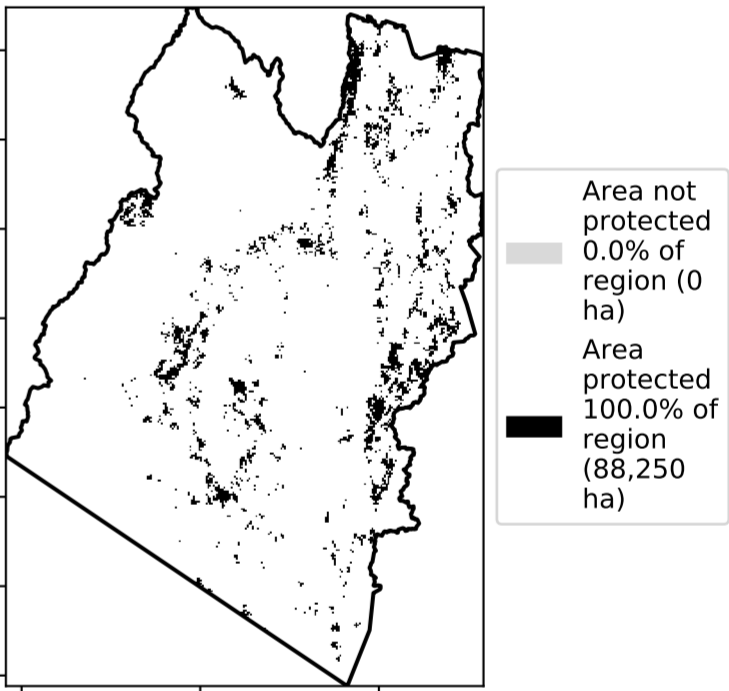 Area not
protected
0.0% of
region (0
ha)
Area
protected
100.0% of
region
(88,250
ha)